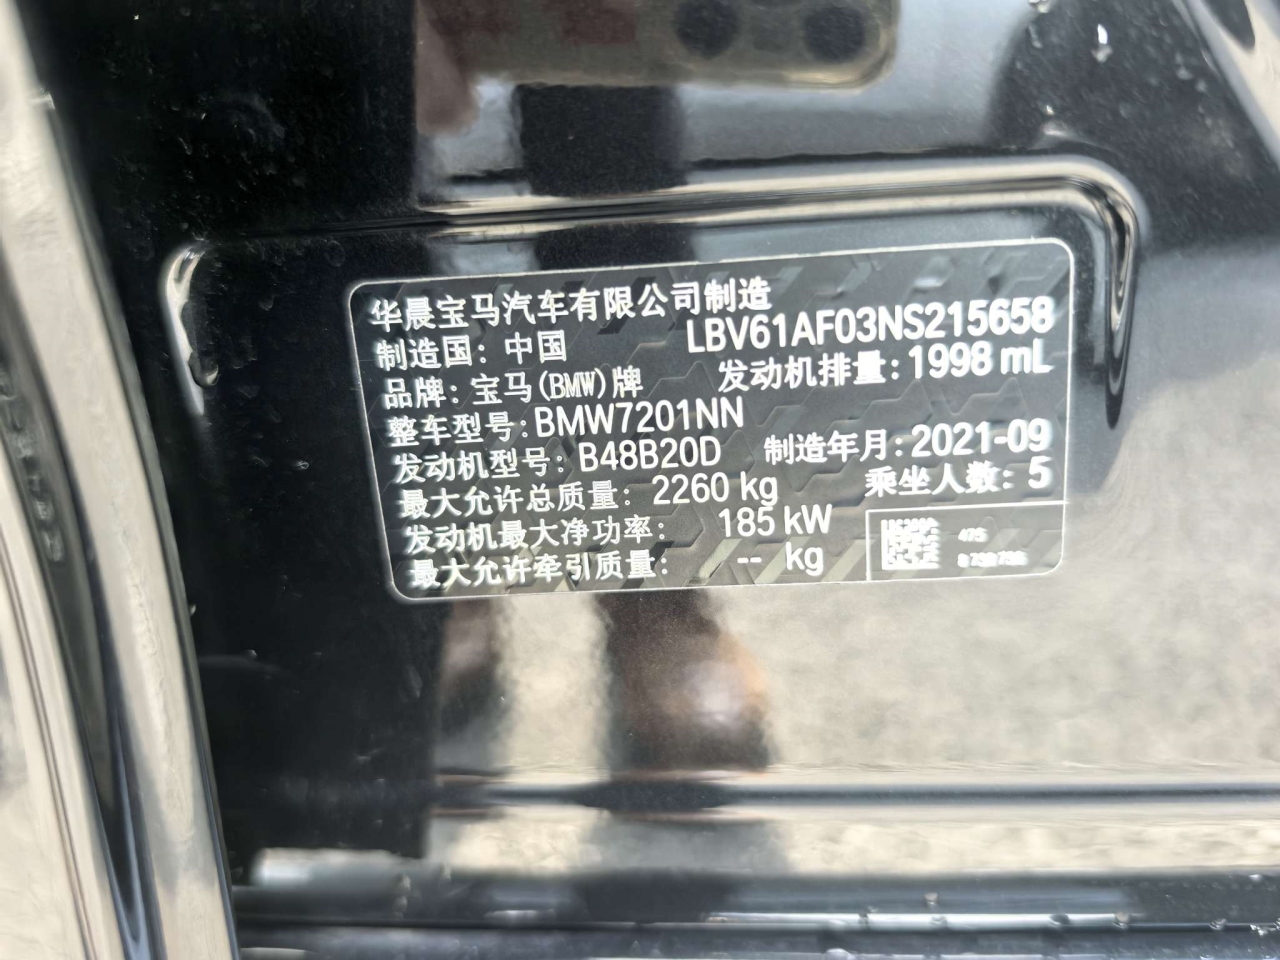 华晨宝马汽车有限公司制造
制造国：中国 LBV61AF03NS215658
品牌：宝马(BMW)牌 发动机排量：1998 mL
整车型号：BMW7201NN
发动机型号：B48B20D 制造年月：2021-09
最大允许总质量：2260 kg 乘坐人数：5
发动机最大净功率：185 kW
最大允许牵引质量：-- kg
475